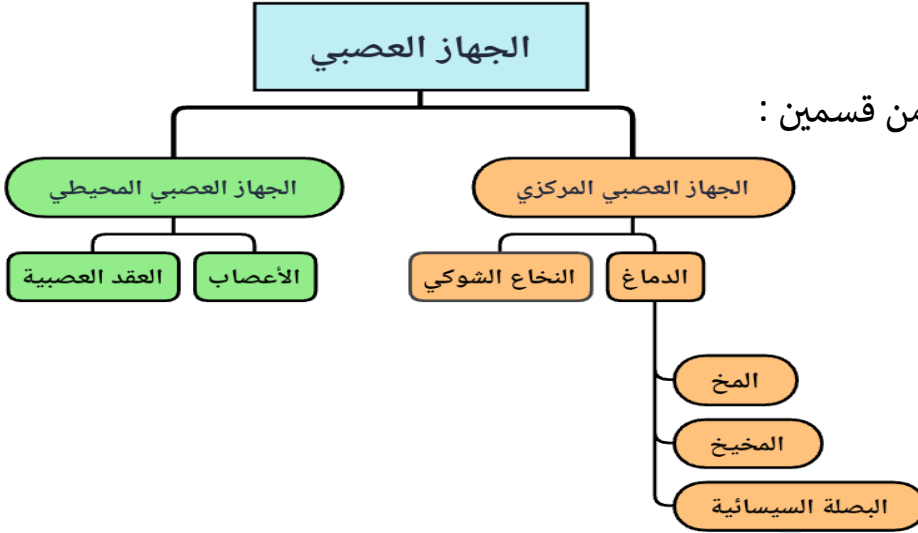 الجهاز العصبي
من قسمين :
الجهاز العصبي المركزي
الجهاز العصبي المحيطي
الدماغ
النخاع الشوكي
الأعصاب
العقد العصبية
المخ
المخيخ
البصلة السيسائية